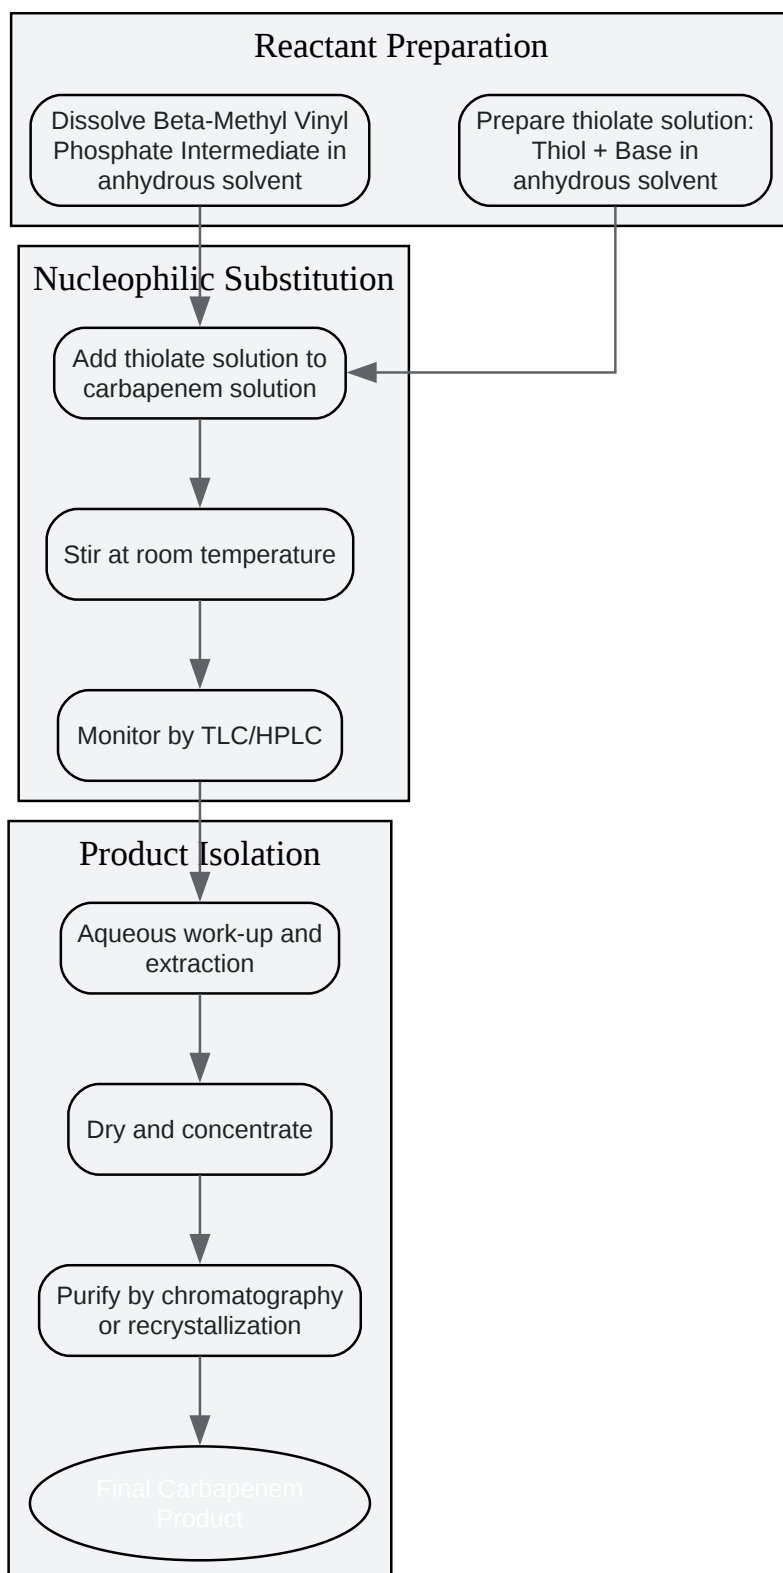 Reactant Preparation
Dissolve Beta-Methyl Vinyl
Phosphate Intermediate in
anhydrous solvent
Prepare thiolate solution:
Thiol + Base in
anhydrous solvent
Nucleophilic Substitution
Add thiolate solution to
carbapenem solution
Stir at room temperature
Monitor by TLC/HPLC
Product Isolation
Aqueous work-up and
extraction
Dry and concentrate
Purify by chromatography
or recrystallization
Final Carbapenem
Product